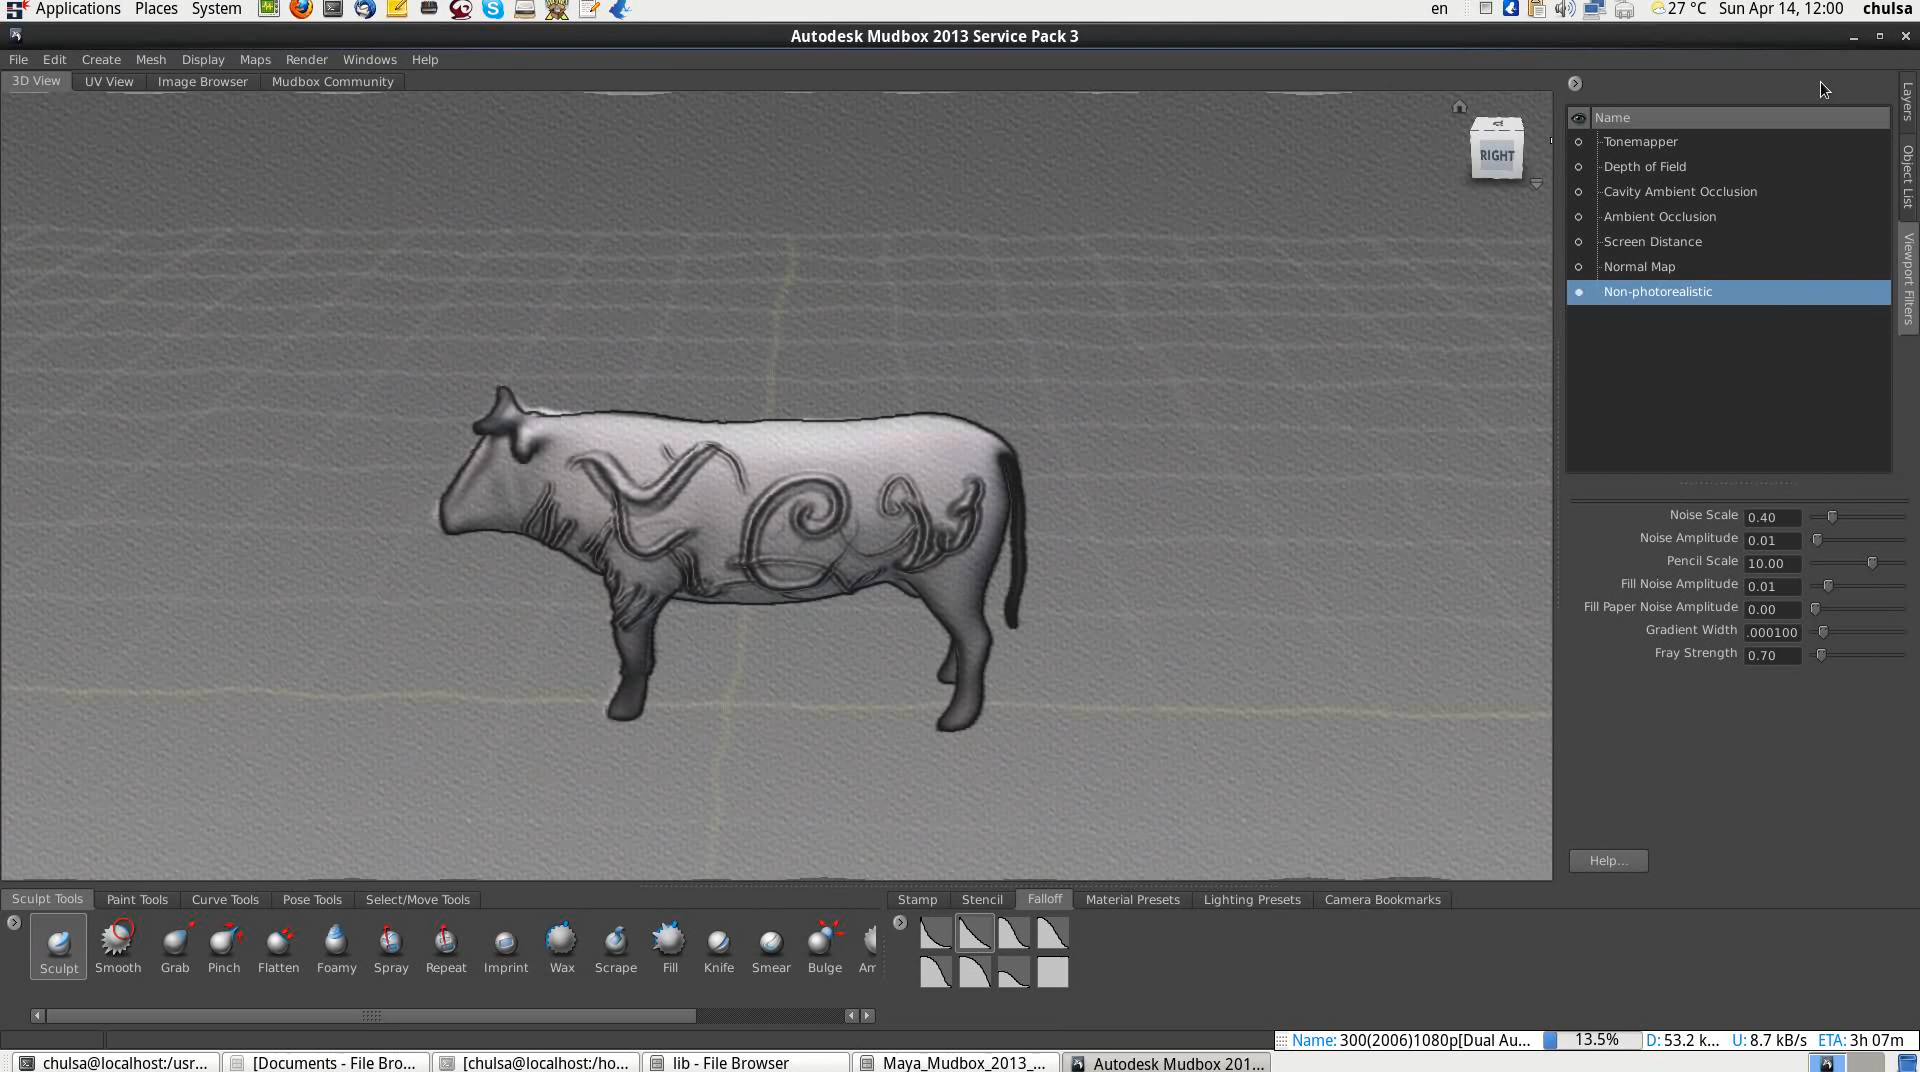 Applications Places System en 27 °C Sun Apr 14, 12:00 chulsa
Autodesk Mudbox 2013 Service Pack 3
File Edit Create Mesh Display Maps Render Windows Help
3D View UV View Image Browser Mudbox Community
RIGHT
Name
Tonemapper
Depth of Field
Cavity Ambient Occlusion
Ambient Occlusion
Screen Distance
Normal Map
Non-photorealistic
Layers
Object List
Viewport Filters
Noise Scale 0.40
Noise Amplitude 0.01
Pencil Scale 10.00
Fill Noise Amplitude 0.01
Fill Paper Noise Amplitude 0.00
Gradient Width .000100
Fray Strength 0.70
Help...
Sculpt Tools Paint Tools Curve Tools Pose Tools Select/Move Tools
Sculpt Smooth Grab Pinch Flatten Foamy Spray Repeat Imprint Wax Scrape Fill Knife Smear Bulge Am
Stamp Stencil Falloff Material Presets Lighting Presets Camera Bookmarks
Name: 300(2006)1080p[Dual Au... 13.5% D: 53.2 k... U: 8.7 kB/s ETA: 3h 07m
chulsa@localhost:/usr... [Documents - File Bro... [chulsa@localhost:/ho... lib - File Browser Maya_Mudbox_2013_... Autodesk Mudbox 201...